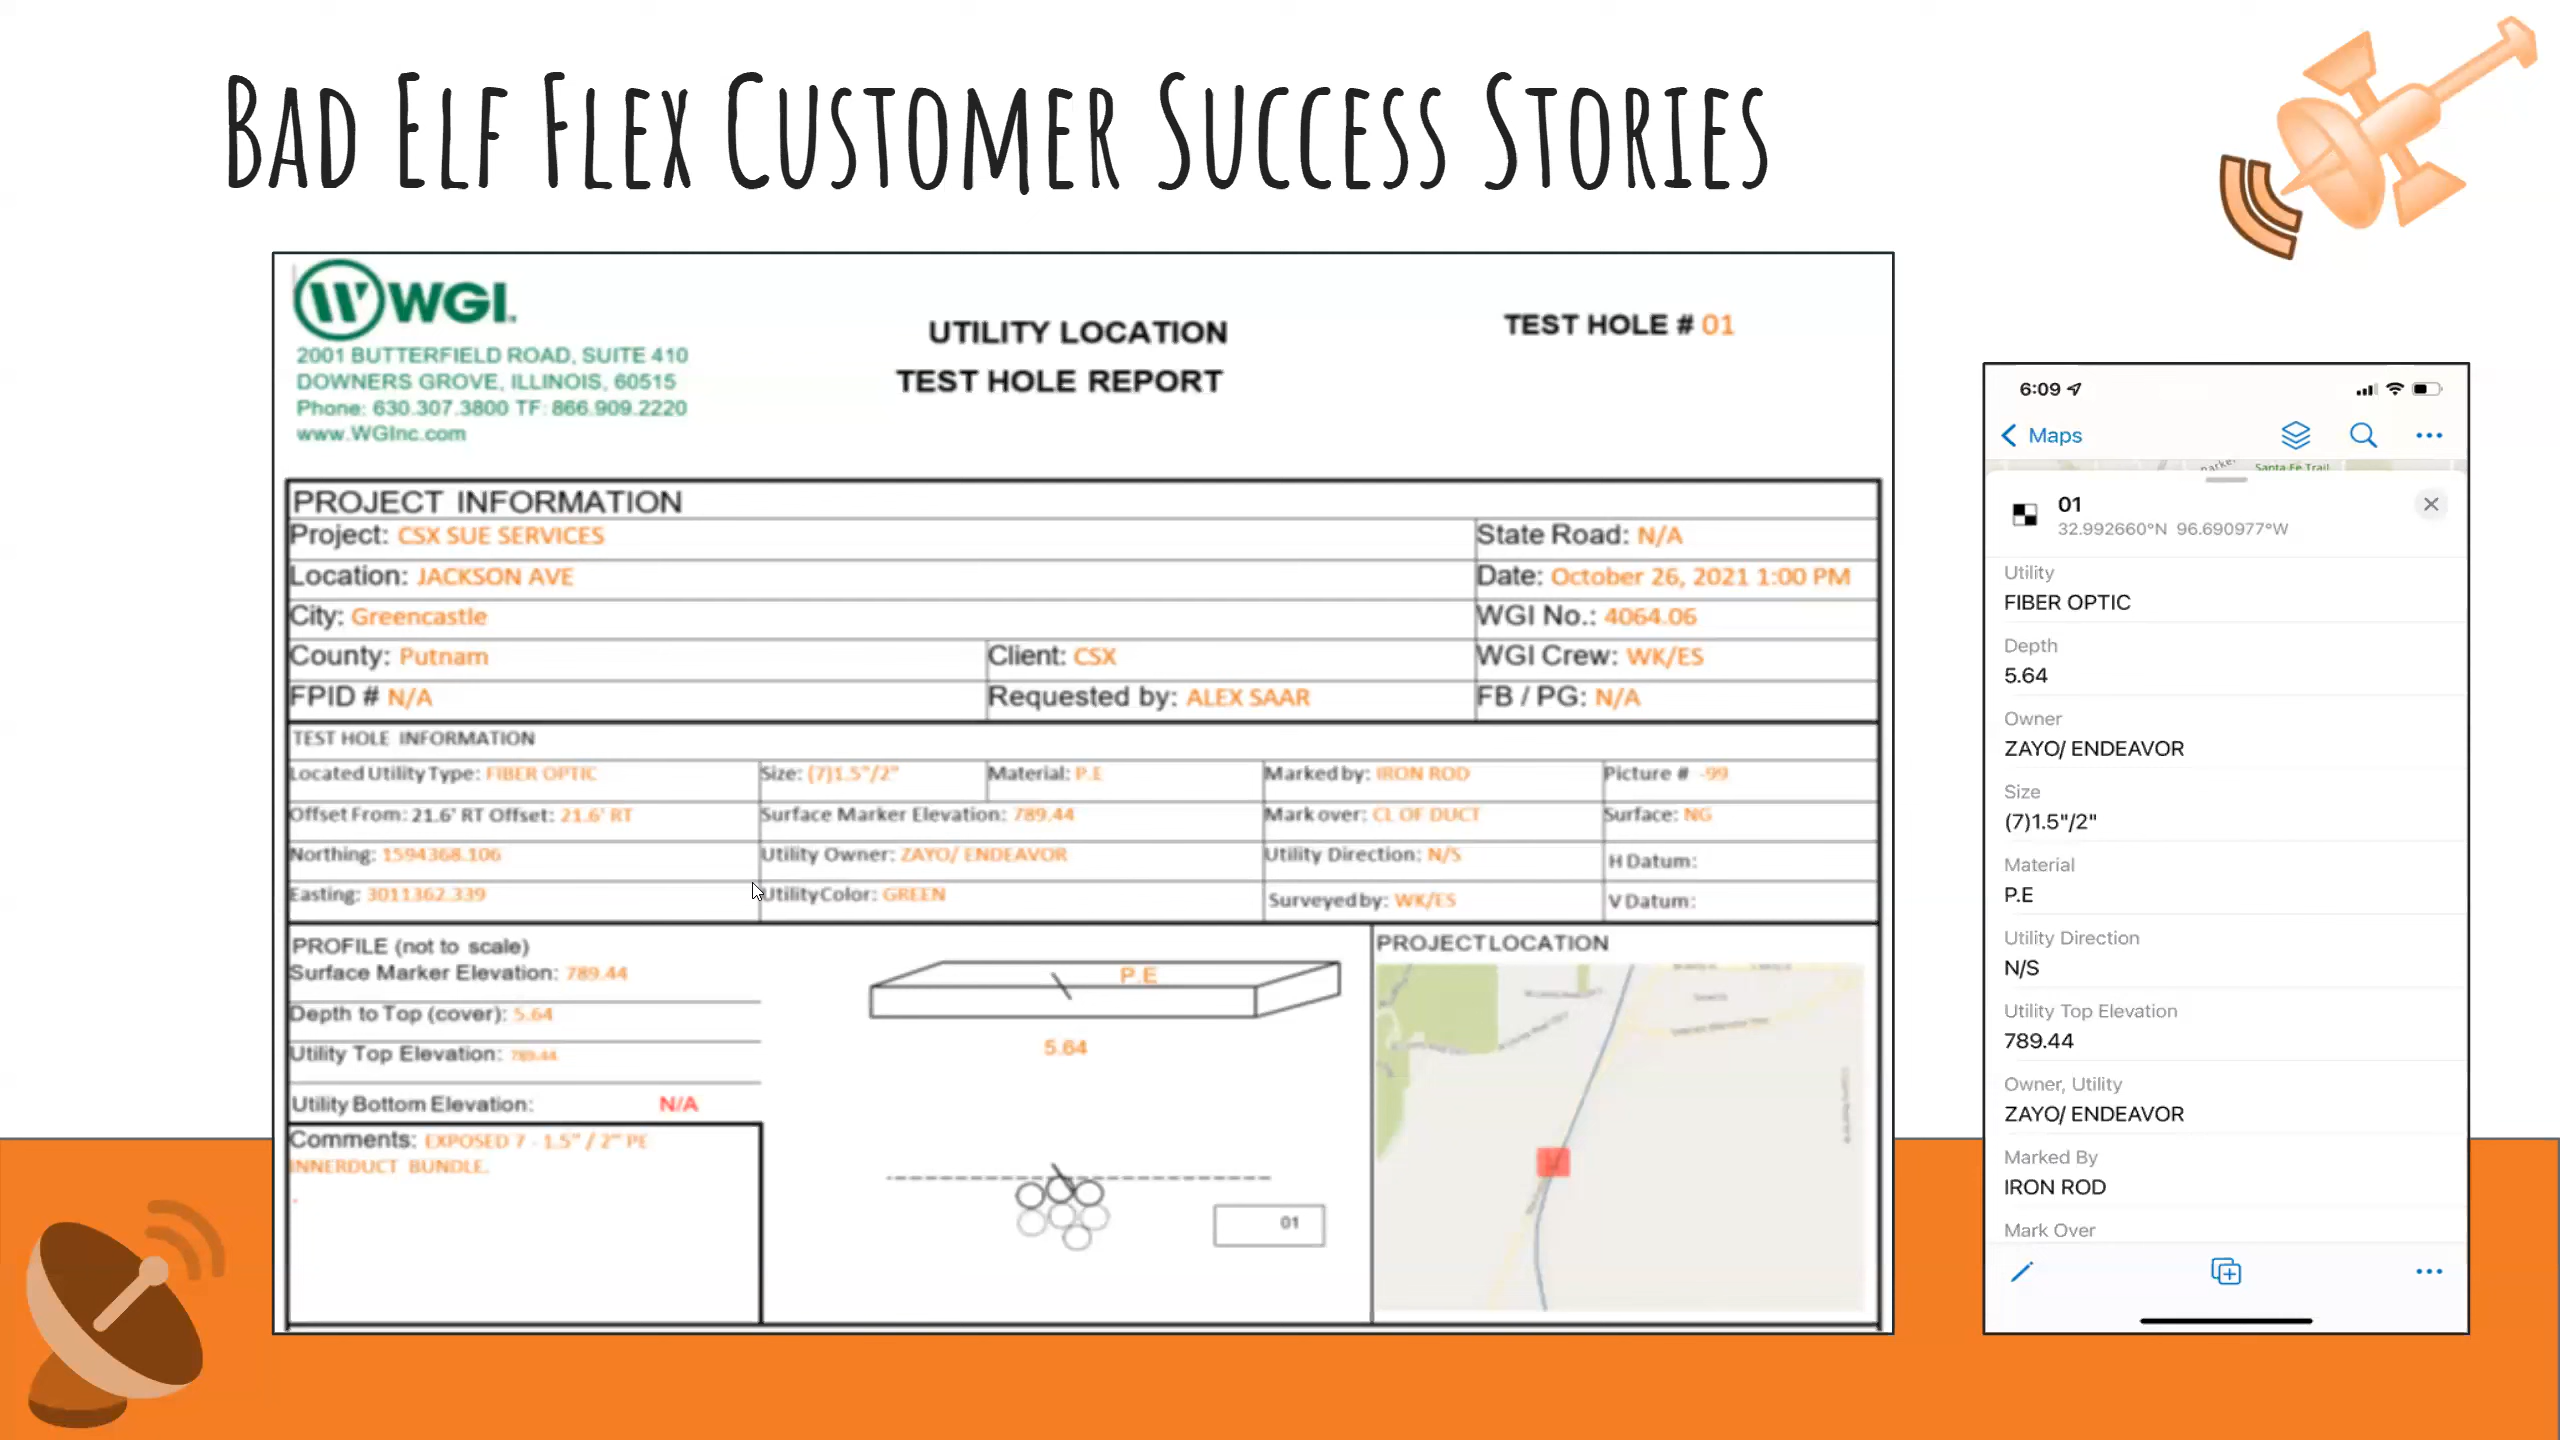 BAD ELF FLEX CUSTOMER SUCCESS STORIES
WGI
2001 BUTTERFIELD ROAD, SUITE 410
DOWNERS GROVE, ILLINOIS, 60515
Phone: 630.307.3800 TF: 866.909.2220
www.WGInc.com
UTILITY LOCATION
TEST HOLE REPORT
TEST HOLE # 01
PROJECT INFORMATION
Project: CSX SUE SERVICES
State Road: N/A
Location: JACKSON AVE
Date: October 26, 2021 1:00 PM
City: Greencastle
WGI No.: 4064.06
County: Putnam
Client: CSX
WGI Crew: WK/ES
FPID # N/A
Requested by: ALEX SAAR
FB / PG: N/A
TEST HOLE INFORMATION
Located Utility Type: FIBER OPTIC
Size: (7)1.5"/2"
Material: P.E
Marked by: IRON ROD
Picture # -99
Offset From: 21.6' RT Offset: 21.6' RT
Surface Marker Elevation: 789.44
Mark over: CL OF DUCT
Surface: NG
Northing: 1594368.106
Utility Owner: ZAYO/ ENDEAVOR
Utility Direction: N/S
H Datum:
Easting: 3011362.339
Utility Color: GREEN
Surveyed by: WK/ES
V Datum:
PROFILE (not to scale)
Surface Marker Elevation: 789.44
Depth to Top (cover): 5.64
Utility Top Elevation: 789.44
Utility Bottom Elevation: N/A
Comments: EXPOSED 7 - 1.5" / 2" PE
INNERDUCT BUNDLE.
P.E
5.64
01
PROJECT LOCATION
6:09
Maps
Santa Fe Trail
01
32.992660°N 96.690977°W
Utility
FIBER OPTIC
Depth
5.64
Owner
ZAYO/ ENDEAVOR
Size
(7)1.5"/2"
Material
P.E
Utility Direction
N/S
Utility Top Elevation
789.44
Owner, Utility
ZAYO/ ENDEAVOR
Marked By
IRON ROD
Mark Over